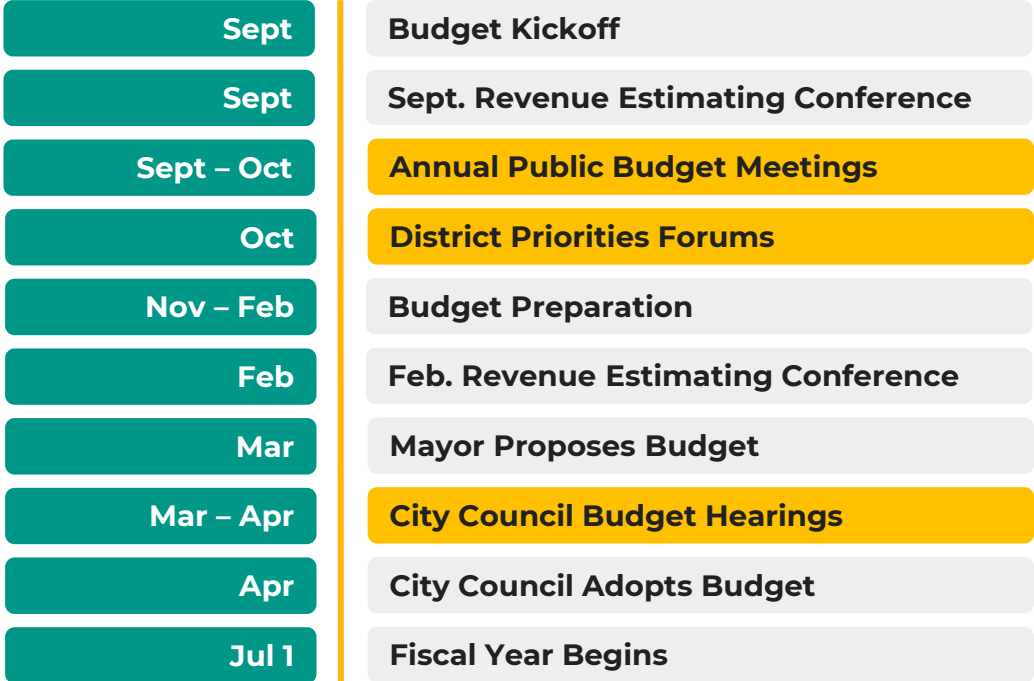 Sept Budget Kickoff
Sept Sept. Revenue Estimating Conference
Sept – Oct Annual Public Budget Meetings
Oct District Priorities Forums
Nov – Feb Budget Preparation
Feb Feb. Revenue Estimating Conference
Mar Mayor Proposes Budget
Mar – Apr City Council Budget Hearings
Apr City Council Adopts Budget
Jul 1 Fiscal Year Begins